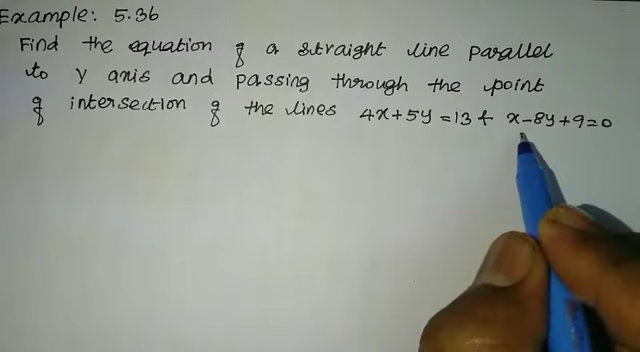 Example: 5.36
Find the equation of a straight line parallel
to Y axis and passing through the point
of intersection of the lines 4x+5y=13 & x-8y+9=0